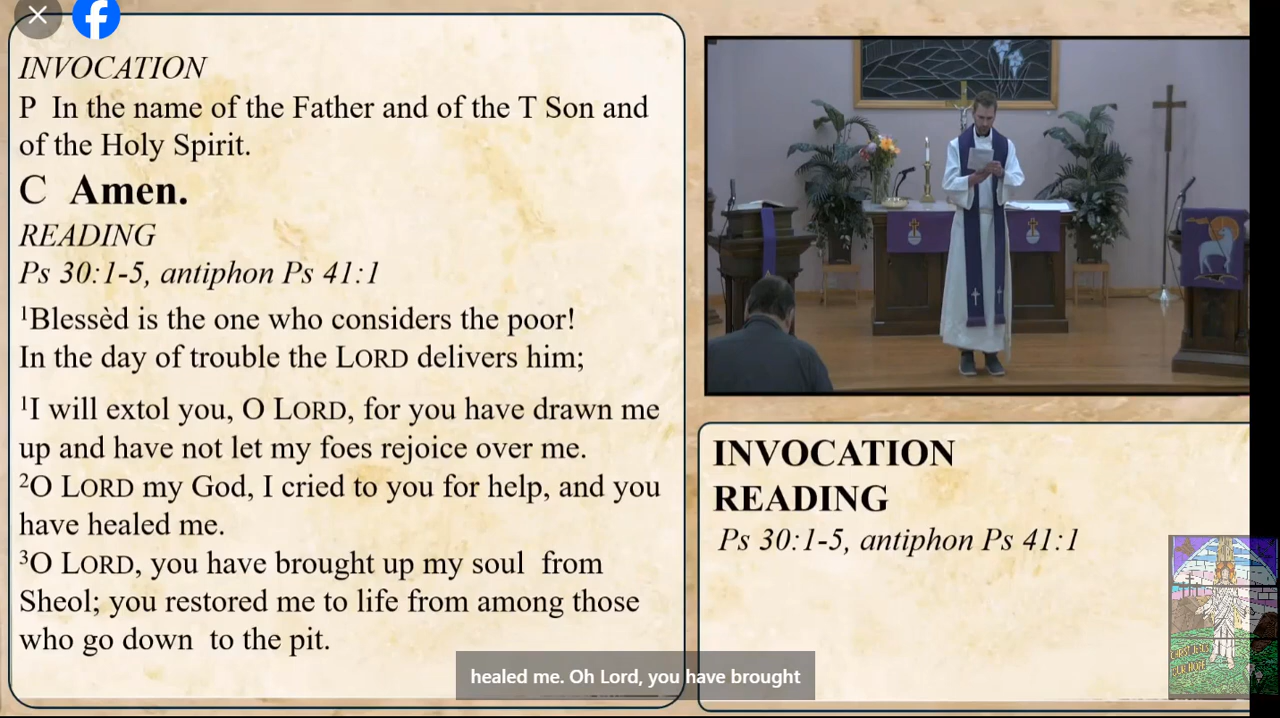 INVOCATION
P In the name of the Father and of the T Son and
of the Holy Spirit.
C Amen.
READING
Ps 30:1-5, antiphon Ps 41:1
¹Blessèd is the one who considers the poor!
In the day of trouble the LORD delivers him;
¹I will extol you, O LORD, for you have drawn me
up and have not let my foes rejoice over me.
²O LORD my God, I cried to you for help, and you
have healed me.
³O LORD, you have brought up my soul from
Sheol; you restored me to life from among those
who go down to the pit.
healed me. Oh Lord, you have brought
INVOCATION
READING
Ps 30:1-5, antiphon Ps 41:1